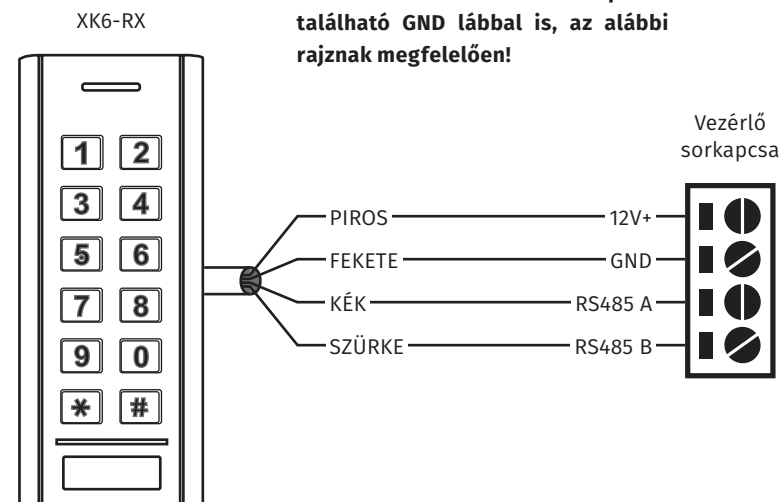 XK6-RX
található GND lábbal is, az alábbi
rajznak megfelelően!
Vezérlő
sorkapcsa
PIROS 12V+
FEKETE GND
KÉK RS485 A
SZÜRKE RS485 B
1 2
3 4
5 6
7 8
9 0
* #